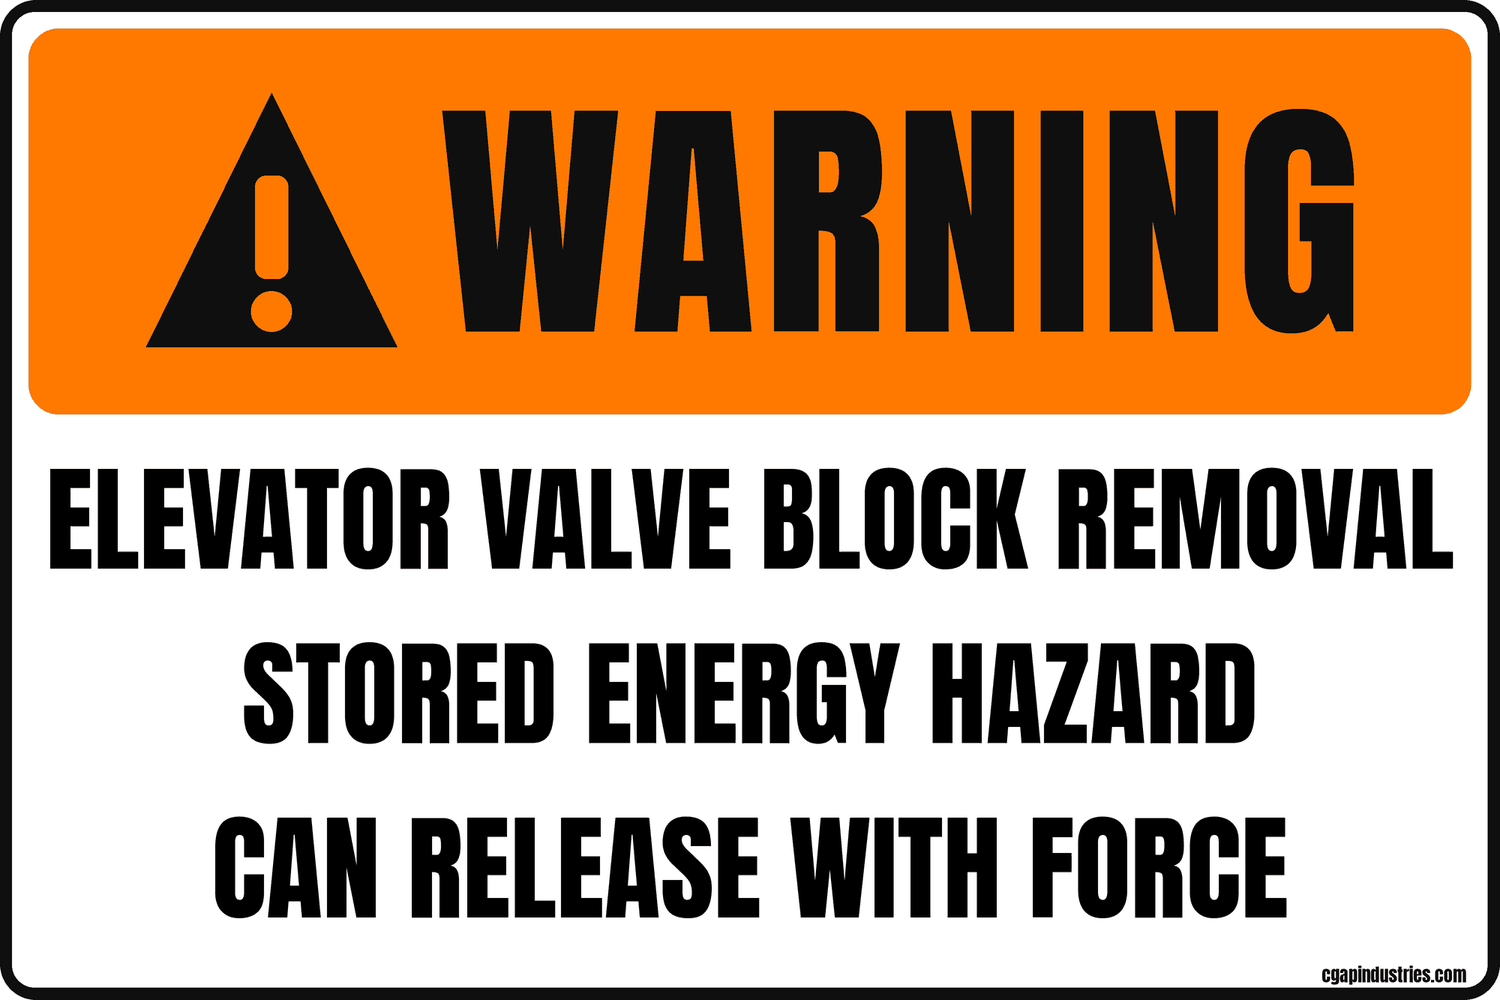 WARNING
ELEVATOR VALVE BLOCK REMOVAL
STORED ENERGY HAZARD
CAN RELEASE WITH FORCE
cgapindustries.com